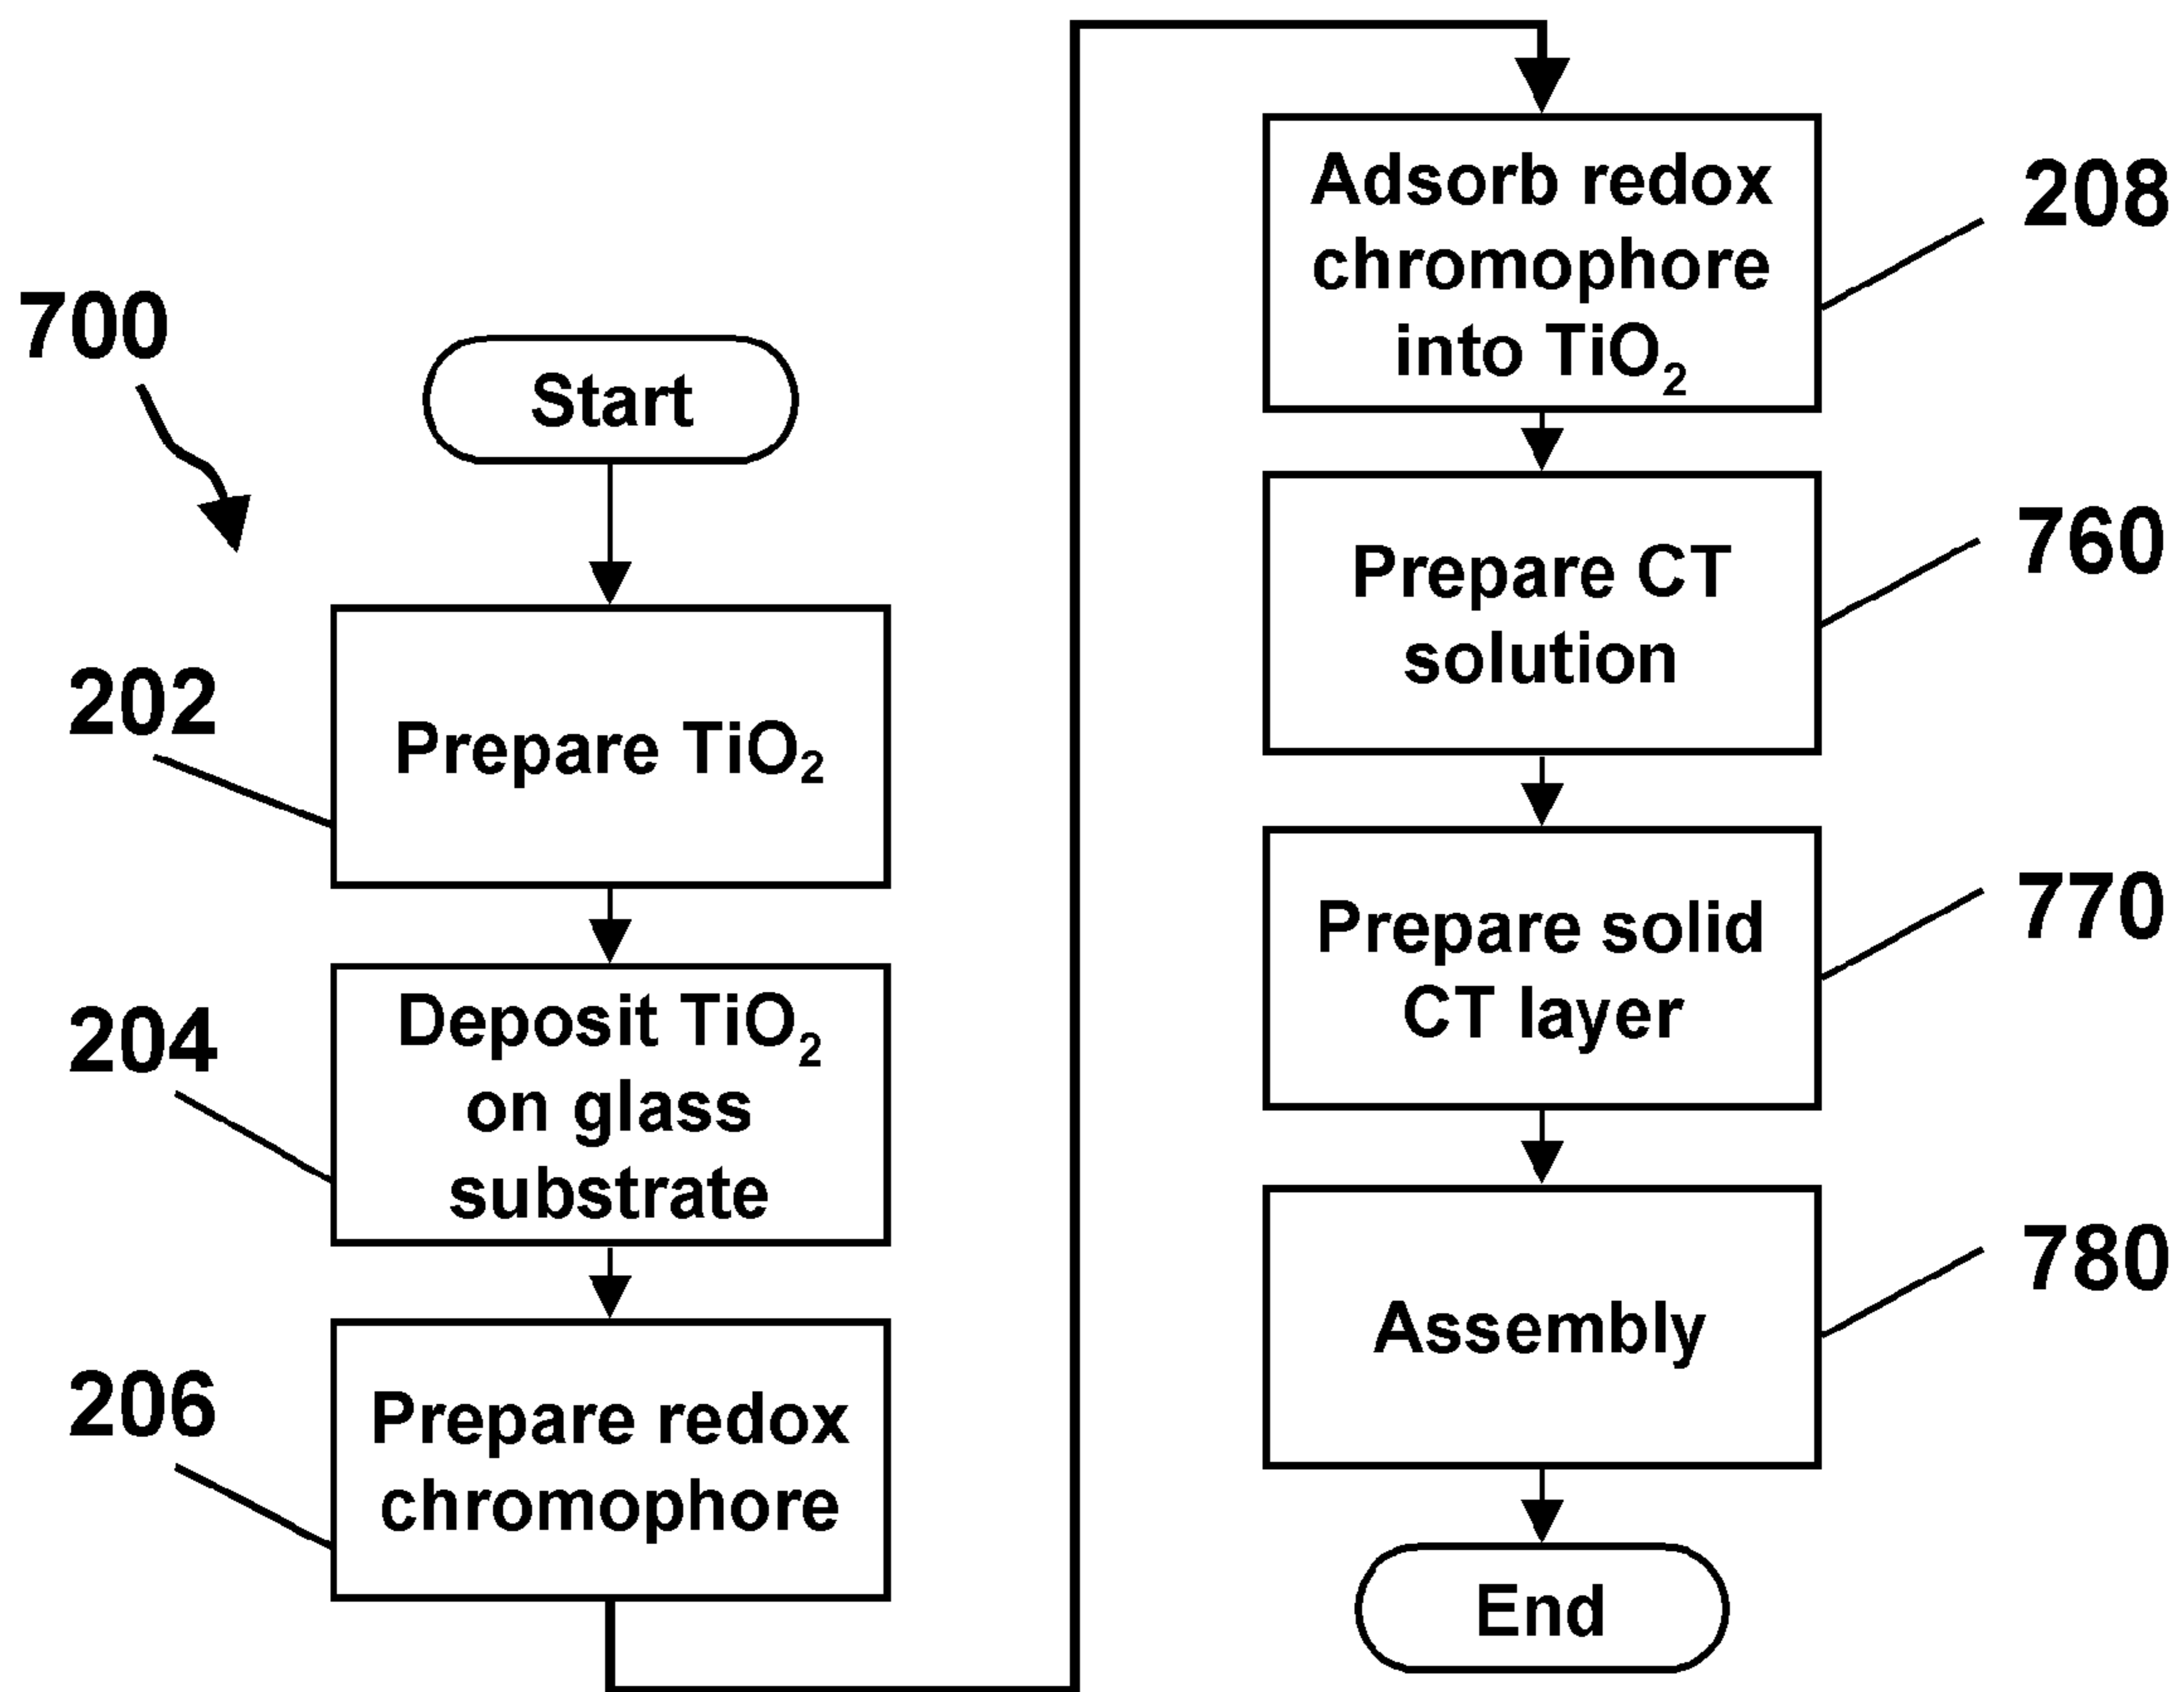 700
Start
202
Prepare TiO₂
204
Deposit TiO₂
on glass
substrate
206
Prepare redox
chromophore
Adsorb redox
chromophore
into TiO₂
208
Prepare CT
solution
760
Prepare solid
CT layer
770
Assembly
780
End